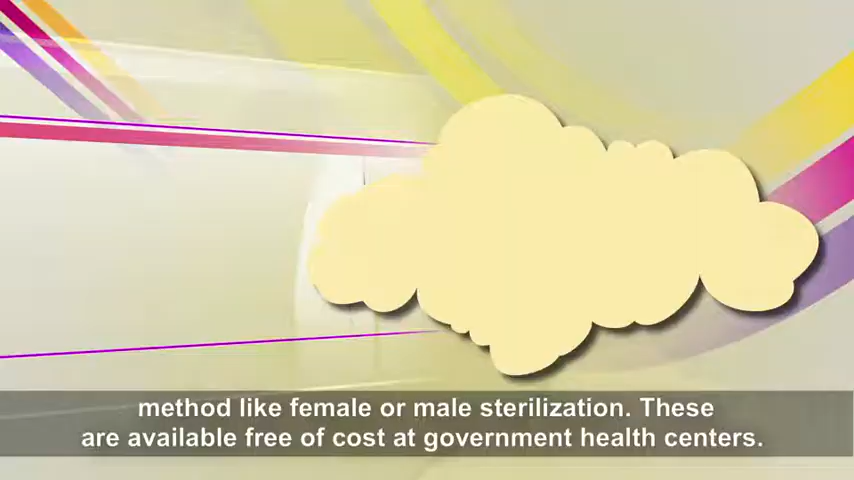 method like female or male sterilization. These
are available free of cost at government health centers.